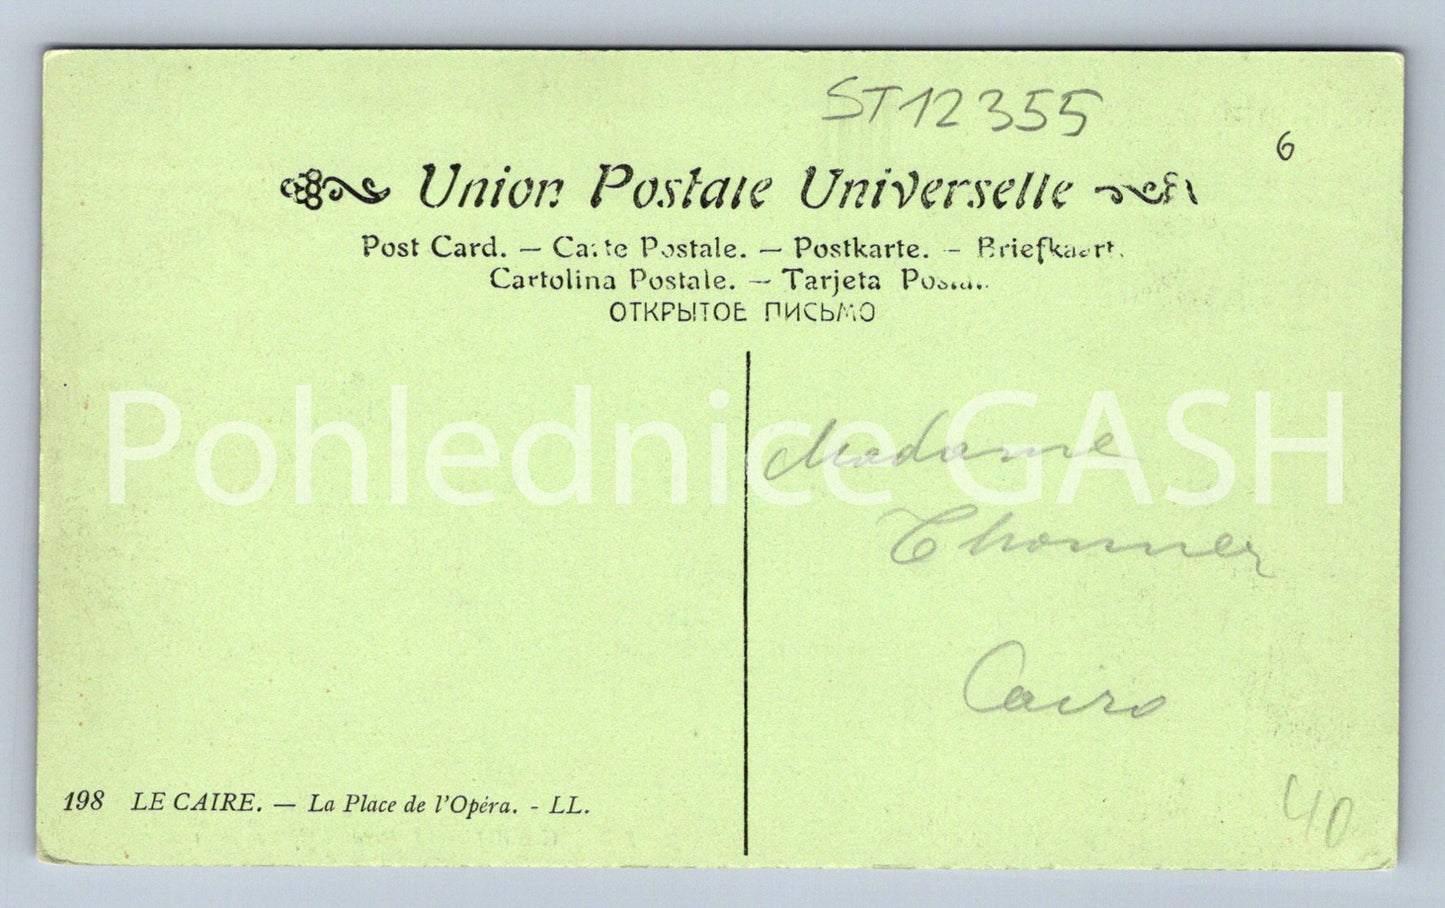 ST12355
6
Union Postale Universelle
Post Card. — Carte Postale. — Postkarte. — Briefkaart.
Cartolina Postale. — Tarjeta Postal.
ОТКРЫТОЕ ПИСЬМО
Pohlednice GASH
Madame
Thonner
Cairo
198 LE CAIRE. — La Place de l'Opéra. - LL.
40